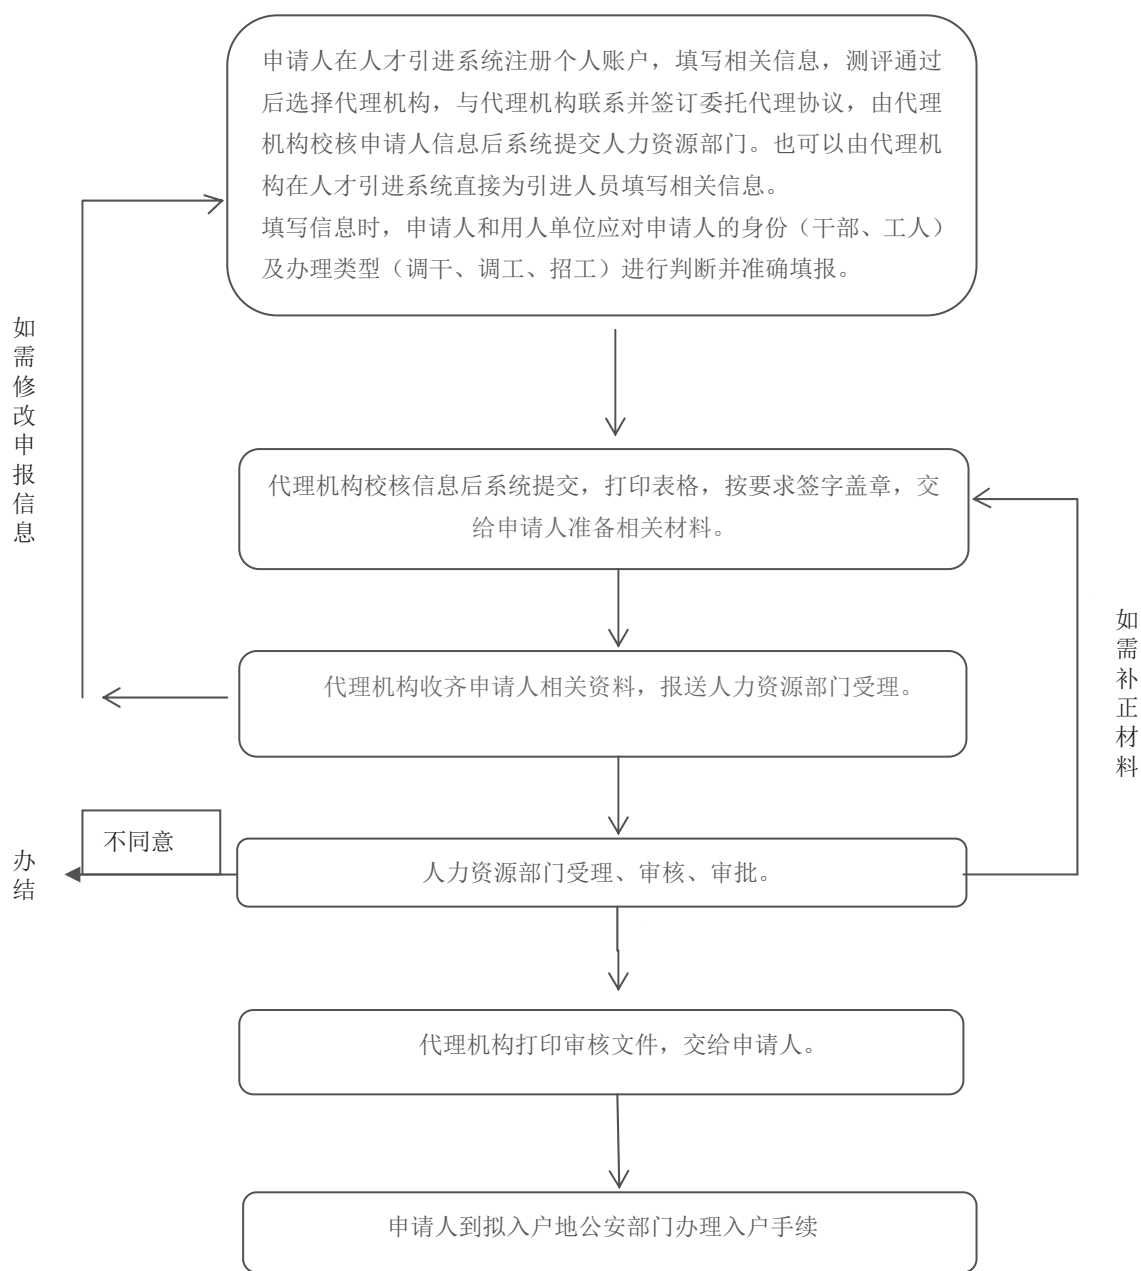 申请人在人才引进系统注册个人账户，填写相关信息，测评通过
后选择代理机构，与代理机构联系并签订委托代理协议，由代理
机构校核申请人信息后系统提交人力资源部门。也可以由代理机
构在人才引进系统直接为引进人员填写相关信息。
填写信息时，申请人和用人单位应对申请人的身份（干部、工人）
及办理类型（调干、调工、招工）进行判断并准确填报。
如需修改申报信息
代理机构校核信息后系统提交，打印表格，按要求签字盖章，交
给申请人准备相关材料。
如需补正材料
代理机构收齐申请人相关资料，报送人力资源部门受理。
不同意
办结
人力资源部门受理、审核、审批。
代理机构打印审核文件，交给申请人。
申请人到拟入户地公安部门办理入户手续